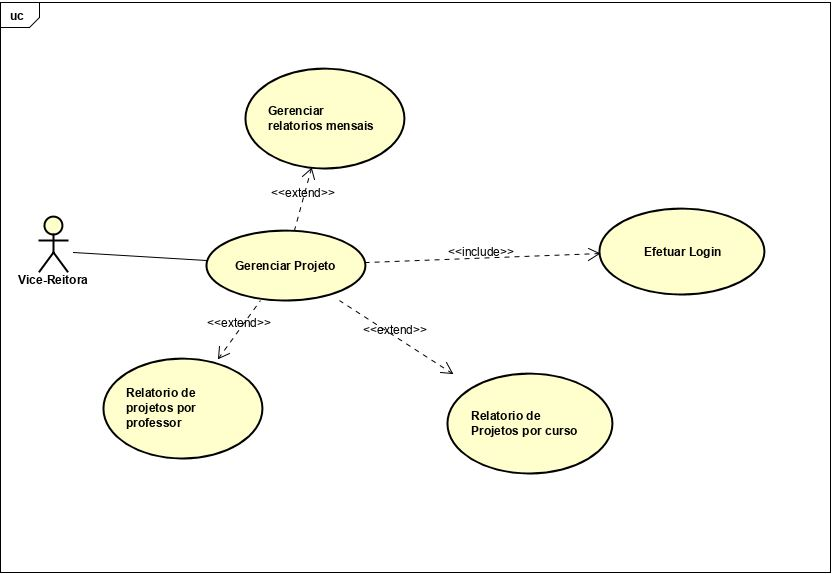 uc
Gerenciar
relatorios mensais
<<extend>>
Vice-Reitora
Gerenciar Projeto
<<include>>
Efetuar Login
<<extend>>
<<extend>>
Relatorio de
projetos por
professor
Relatorio de
Projetos por curso